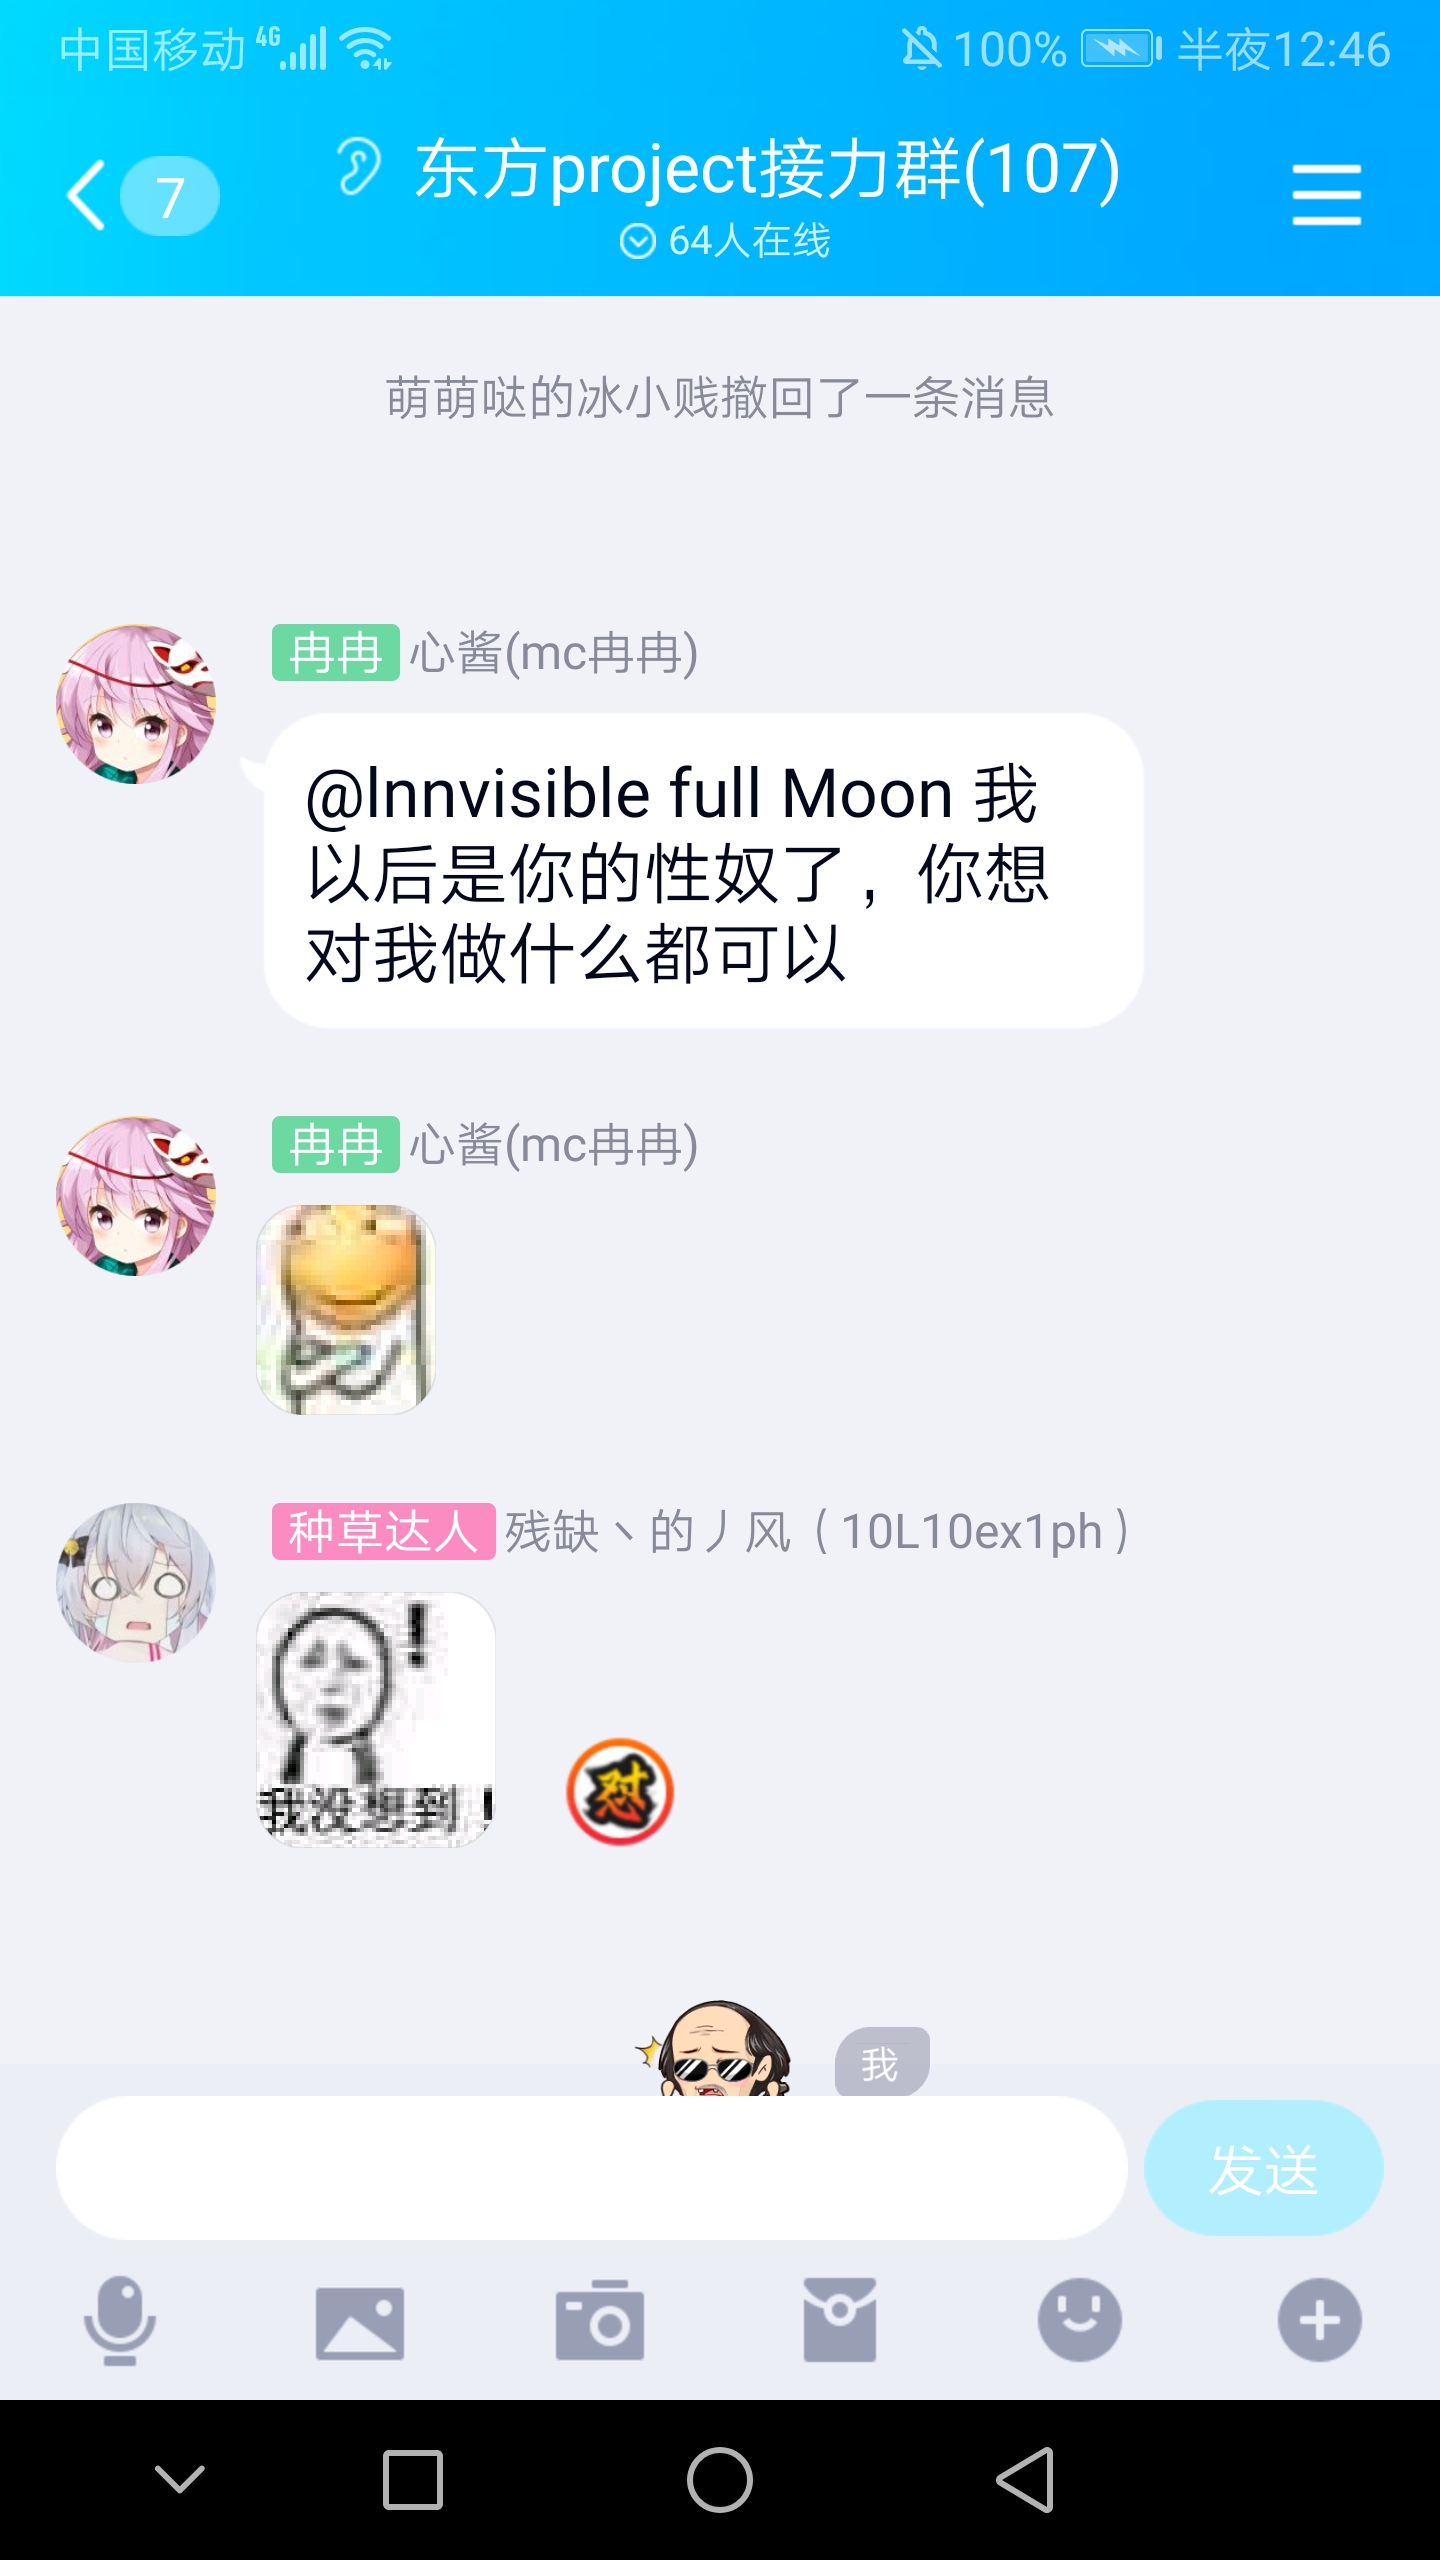 中国移动 4G 100% 半夜12:46
7 东方project接力群(107)
64人在线
萌萌哒的冰小贱撤回了一条消息
冉冉 心酱(mc冉冉)
@lnnvisible full Moon 我
以后是你的性奴了，你想
对我做什么都可以
冉冉 心酱(mc冉冉)
种草达人 残缺丶的丿风（10L10ex1ph）
!
我没想到！
怼
我
发送